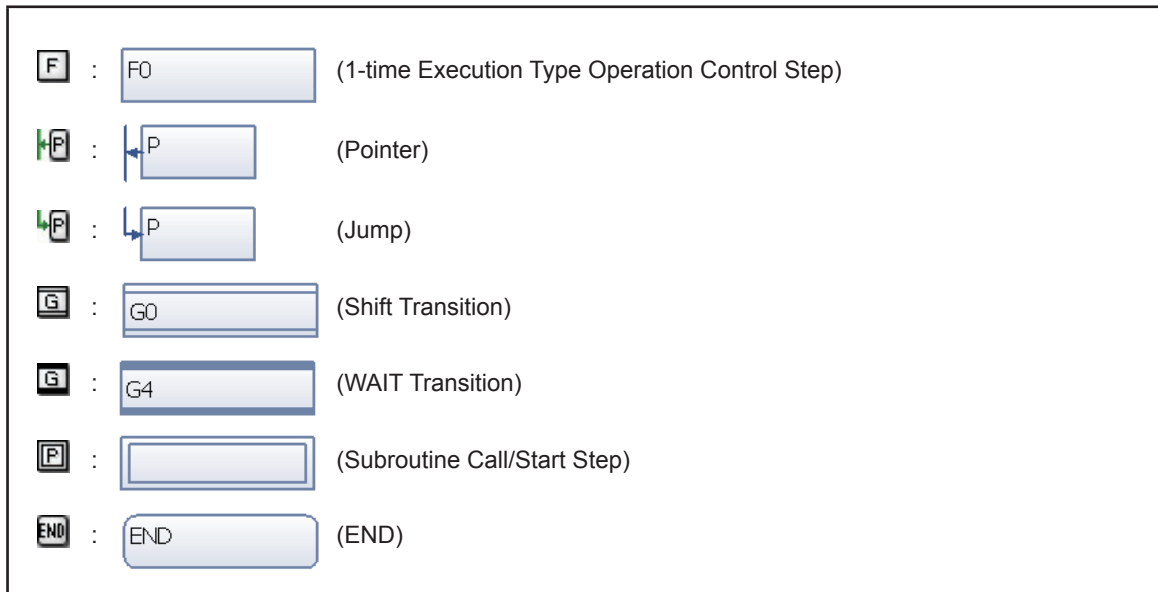 F : F0 (1-time Execution Type Operation Control Step)
P : P (Pointer)
P : P (Jump)
G : G0 (Shift Transition)
G : G4 (WAIT Transition)
P : (Subroutine Call/Start Step)
END : END (END)